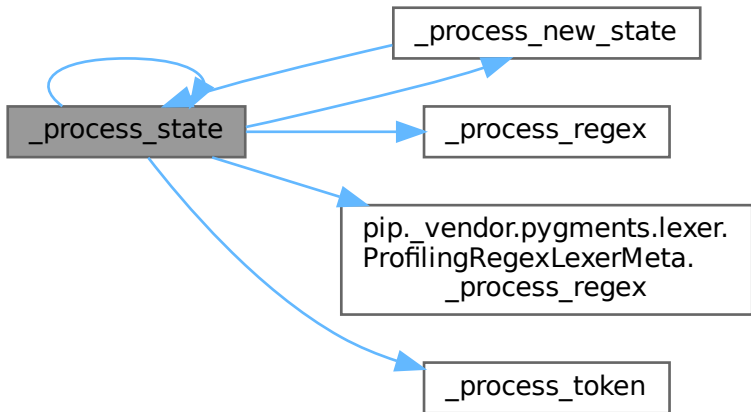 _process_new_state
_process_state
_process_regex
pip._vendor.pygments.lexer.
ProfilingRegexLexerMeta.
_process_regex
_process_token